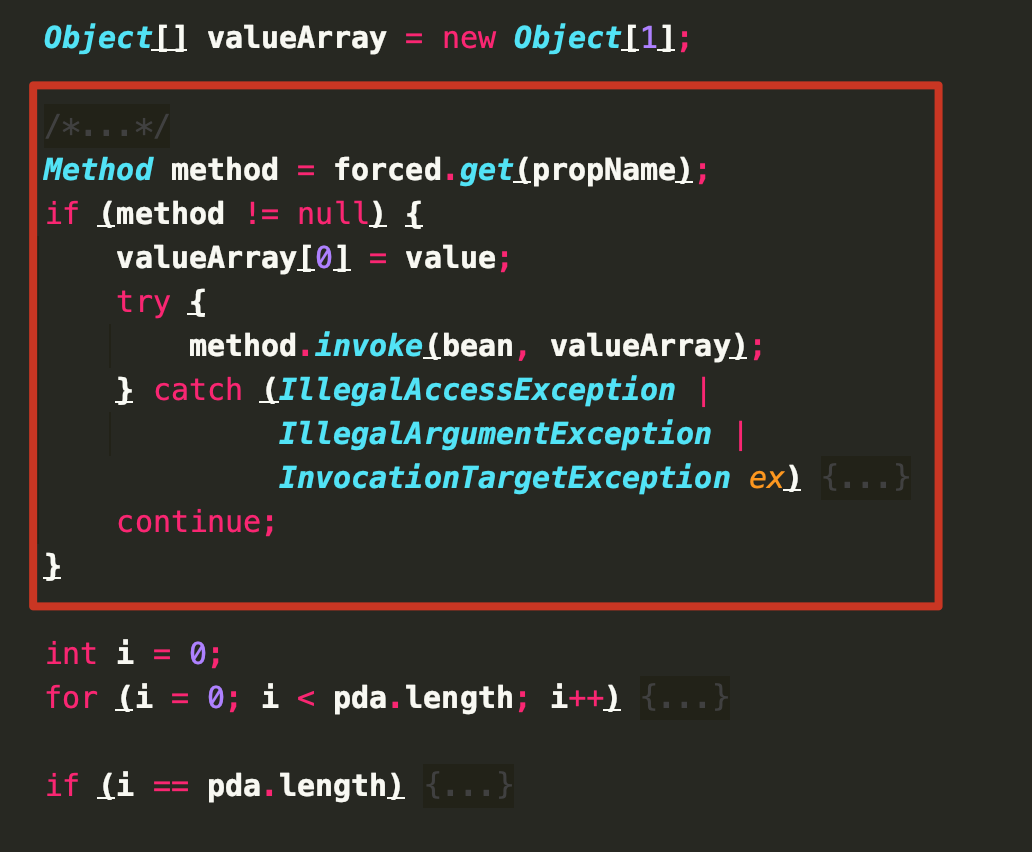 Object[] valueArray = new Object[1];
/*...*/
Method method = forced.get(propName);
if (method != null) {
valueArray[0] = value;
try {
method.invoke(bean, valueArray);
} catch (IllegalAccessException |
IllegalArgumentException |
InvocationTargetException ex) {...}
continue;
}
int i = 0;
for (i = 0; i < pda.length; i++) {...}
if (i == pda.length) {...}